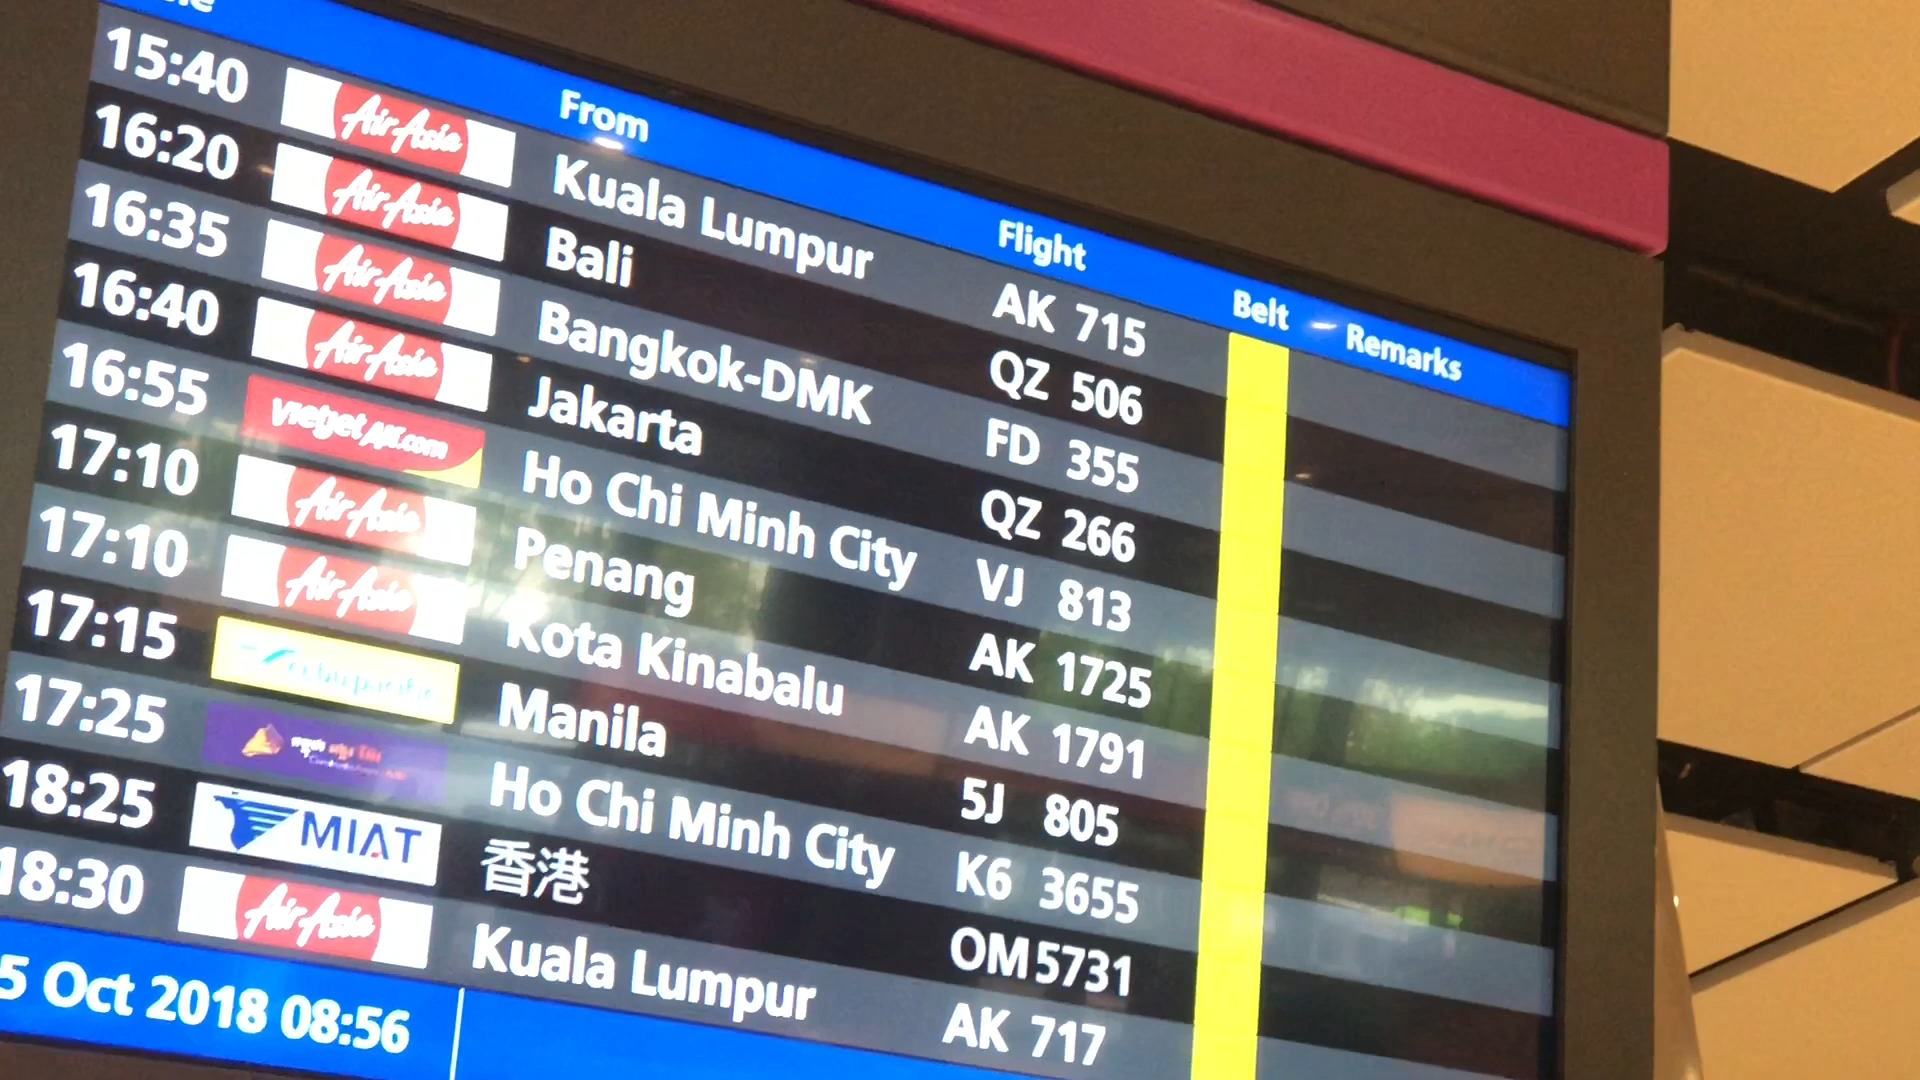 From Flight Belt Remarks
15:40 AirAsia Kuala Lumpur AK 715
16:20 AirAsia Bali QZ 506
16:35 AirAsia Bangkok-DMK FD 355
16:40 AirAsia Jakarta QZ 266
16:55 vietjetAir.com Ho Chi Minh City VJ 813
17:10 AirAsia Penang AK 1725
17:10 AirAsia Kota Kinabalu AK 1791
17:15 cebu pacific Manila 5J 805
17:25 Ho Chi Minh City K6 3655
18:25 MIAT 香港 OM 5731
18:30 AirAsia Kuala Lumpur AK 717
5 Oct 2018 08:56